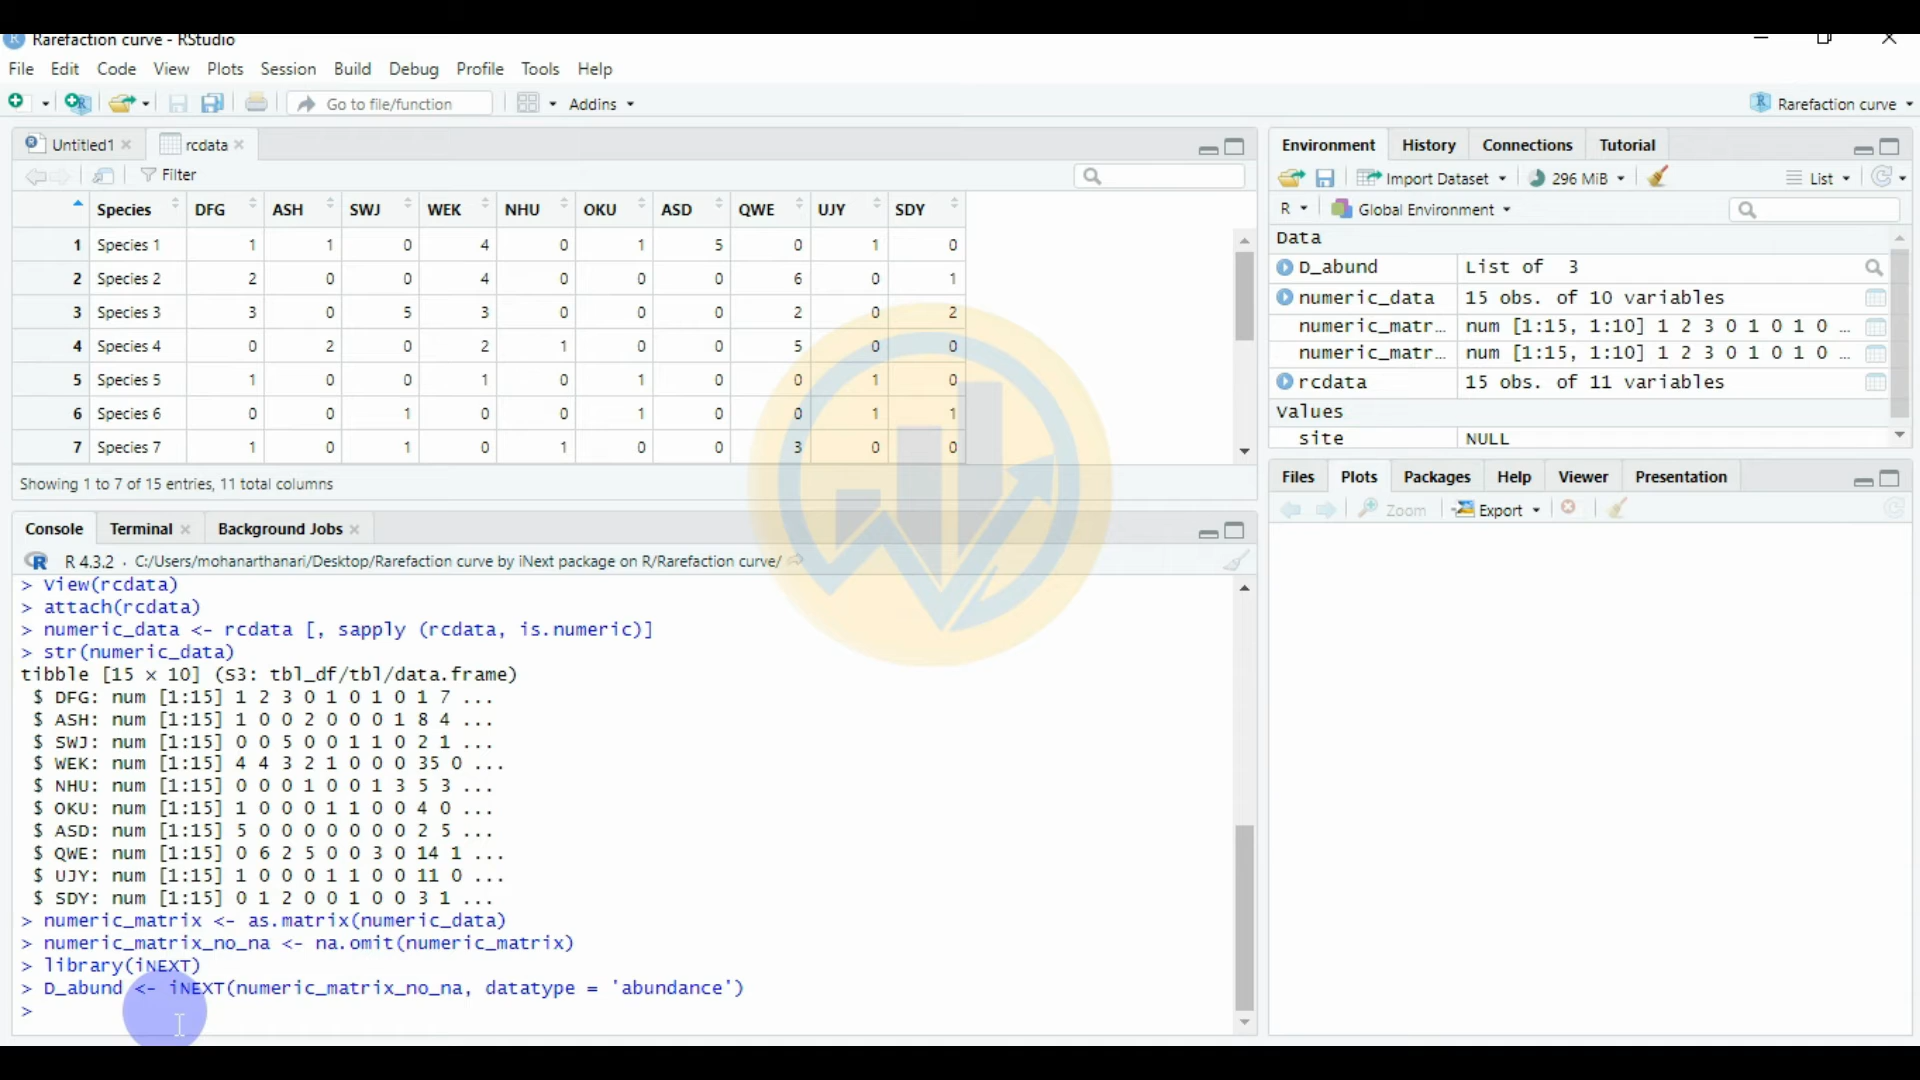 Rarefaction curve - RStudio
File Edit Code View Plots Session Build Debug Profile Tools Help
Go to file/function Addins Rarefaction curve
Untitled1 rcdata
Filter
Species DFG ASH SWJ WEK NHU OKU ASD QWE UJY SDY
1 Species 1 1 1 0 4 0 1 5 0 1 0
2 Species 2 2 0 0 4 0 0 0 6 0 1
3 Species 3 3 0 5 3 0 0 0 2 0 2
4 Species 4 0 2 0 2 1 0 0 5 0 0
5 Species 5 1 0 0 1 0 1 0 0 1 0
6 Species 6 0 0 1 0 0 1 0 0 1 1
7 Species 7 1 0 1 0 1 0 0 3 0 0
Showing 1 to 7 of 15 entries, 11 total columns
Console Terminal Background Jobs
R 4.3.2 · C:/Users/mohanarthanari/Desktop/Rarefaction curve by iNext package on R/Rarefaction curve/
> View(rcdata)
> attach(rcdata)
> numeric_data <- rcdata [, sapply (rcdata, is.numeric)]
> str(numeric_data)
tibble [15 x 10] (S3: tbl_df/tbl/data.frame)
$ DFG: num [1:15] 1 2 3 0 1 0 1 0 1 7 ...
$ ASH: num [1:15] 1 0 0 2 0 0 0 1 8 4 ...
$ SWJ: num [1:15] 0 0 5 0 0 1 1 0 2 1 ...
$ WEK: num [1:15] 4 4 3 2 1 0 0 0 35 0 ...
$ NHU: num [1:15] 0 0 0 1 0 0 1 3 5 3 ...
$ OKU: num [1:15] 1 0 0 0 1 1 0 0 4 0 ...
$ ASD: num [1:15] 5 0 0 0 0 0 0 0 2 5 ...
$ QWE: num [1:15] 0 6 2 5 0 0 3 0 14 1 ...
$ UJY: num [1:15] 1 0 0 0 1 1 0 0 11 0 ...
$ SDY: num [1:15] 0 1 2 0 0 1 0 0 3 1 ...
> numeric_matrix <- as.matrix(numeric_data)
> numeric_matrix_no_na <- na.omit(numeric_matrix)
> library(iNEXT)
> D_abund <- iNEXT(numeric_matrix_no_na, datatype = 'abundance')
>
Environment History Connections Tutorial
Import Dataset 296 MiB List
R Global Environment
Data
D_abund List of 3
numeric_data 15 obs. of 10 variables
numeric_matr... num [1:15, 1:10] 1 2 3 0 1 0 1 0 ...
numeric_matr... num [1:15, 1:10] 1 2 3 0 1 0 1 0 ...
rcdata 15 obs. of 11 variables
Values
site NULL
Files Plots Packages Help Viewer Presentation
Zoom Export